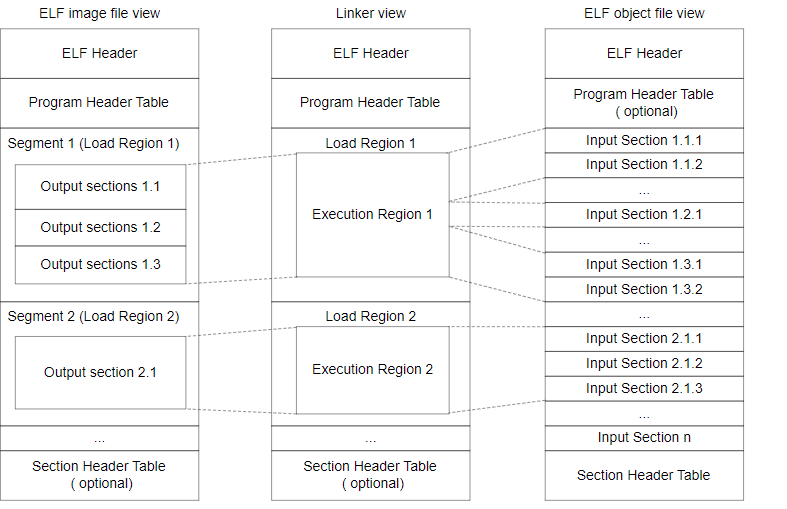 ELF image file view
ELF Header
Program Header Table
Segment 1 (Load Region 1)
Output sections 1.1
Output sections 1.2
Output sections 1.3
Segment 2 (Load Region 2)
Output section 2.1
...
Section Header Table
( optional)
Linker view
ELF Header
Program Header Table
Load Region 1
Execution Region 1
Load Region 2
Execution Region 2
...
Section Header Table
( optional)
ELF object file view
ELF Header
Program Header Table
( optional)
Input Section 1.1.1
Input Section 1.1.2
...
Input Section 1.2.1
...
Input Section 1.3.1
Input Section 1.3.2
...
Input Section 2.1.1
Input Section 2.1.2
Input Section 2.1.3
...
Input Section n
Section Header Table